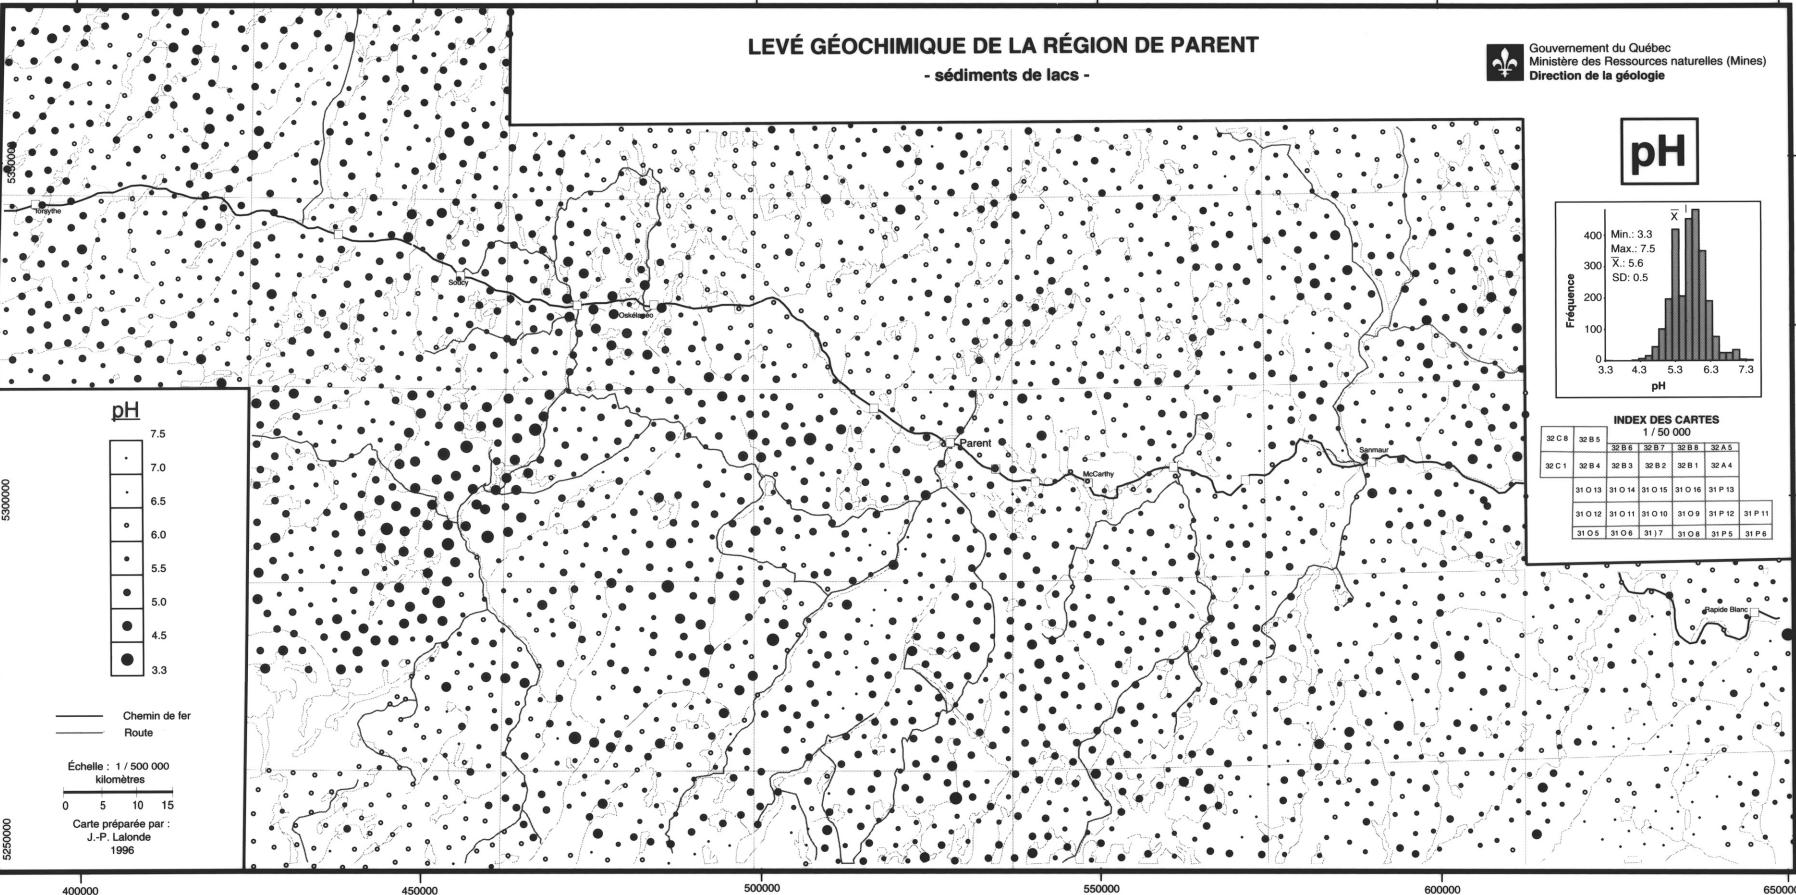 LEVÉ GÉOCHIMIQUE DE LA RÉGION DE PARENT
- sédiments de lacs -
Gouvernement du Québec
Ministère des Ressources naturelles (Mines)
Direction de la géologie
pH
X
Min.: 3.3
Max.: 7.5
X.: 5.6
SD: 0.5
Fréquence
400
300
200
100
0
3.3 4.3 5.3 6.3 7.3
pH
INDEX DES CARTES
1 / 50 000
32 C 8 32 B 5
32 B 6 32 B 7 32 B 8 32 A 5
32 C 1 32 B 4 32 B 3 32 B 2 32 B 1 32 A 4
31 O 13 31 O 14 31 O 15 31 O 16 31 P 13
31 O 12 31 O 11 31 O 10 31 O 9 31 P 12 31 P 11
31 O 5 31 O 6 31 ) 7 31 O 8 31 P 5 31 P 6
Forsythe
Soucy
Oskélanéo
Parent
McCarthy
Sanmaur
Rapide Blanc
pH
7.5
7.0
6.5
6.0
5.5
5.0
4.5
3.3
Chemin de fer
Route
Échelle : 1 / 500 000
kilomètres
0 5 10 15
Carte préparée par :
J.-P. Lalonde
1996
5350000
5300000
5250000
400000 450000 500000 550000 600000 650000